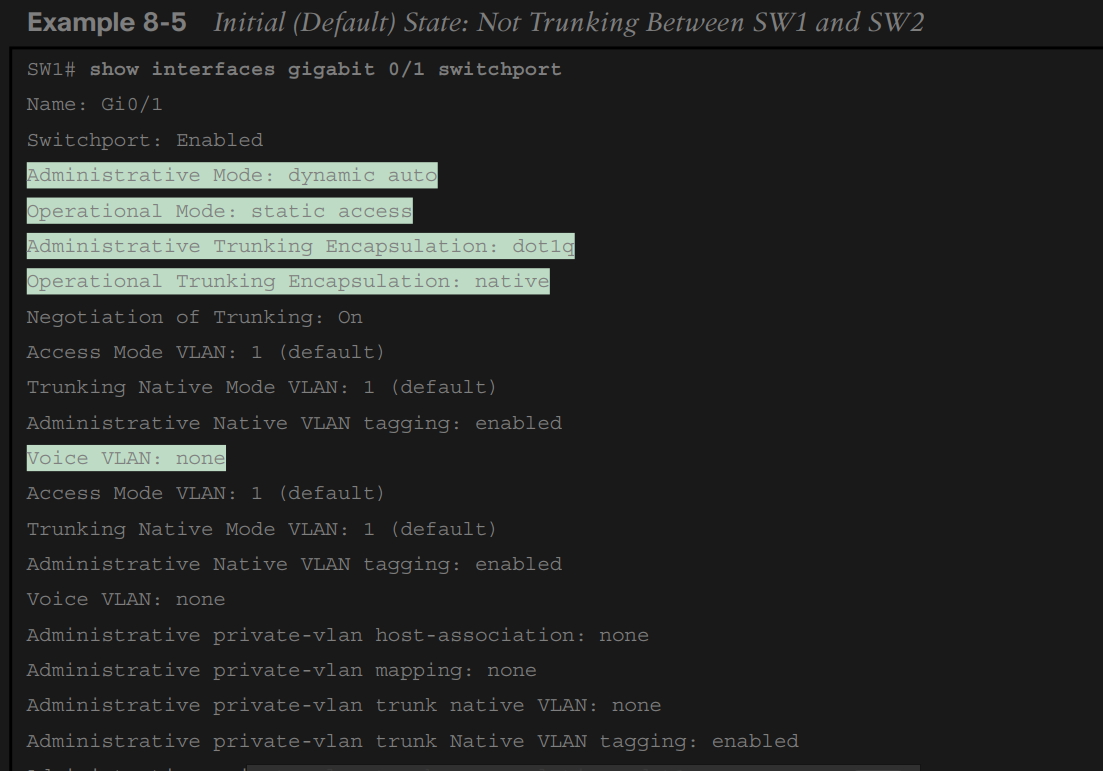 Example 8-5 Initial (Default) State: Not Trunking Between SW1 and SW2
SW1# show interfaces gigabit 0/1 switchport
Name: Gi0/1
Switchport: Enabled
Administrative Mode: dynamic auto
Operational Mode: static access
Administrative Trunking Encapsulation: dot1q
Operational Trunking Encapsulation: native
Negotiation of Trunking: On
Access Mode VLAN: 1 (default)
Trunking Native Mode VLAN: 1 (default)
Administrative Native VLAN tagging: enabled
Voice VLAN: none
Access Mode VLAN: 1 (default)
Trunking Native Mode VLAN: 1 (default)
Administrative Native VLAN tagging: enabled
Voice VLAN: none
Administrative private-vlan host-association: none
Administrative private-vlan mapping: none
Administrative private-vlan trunk native VLAN: none
Administrative private-vlan trunk Native VLAN tagging: enabled